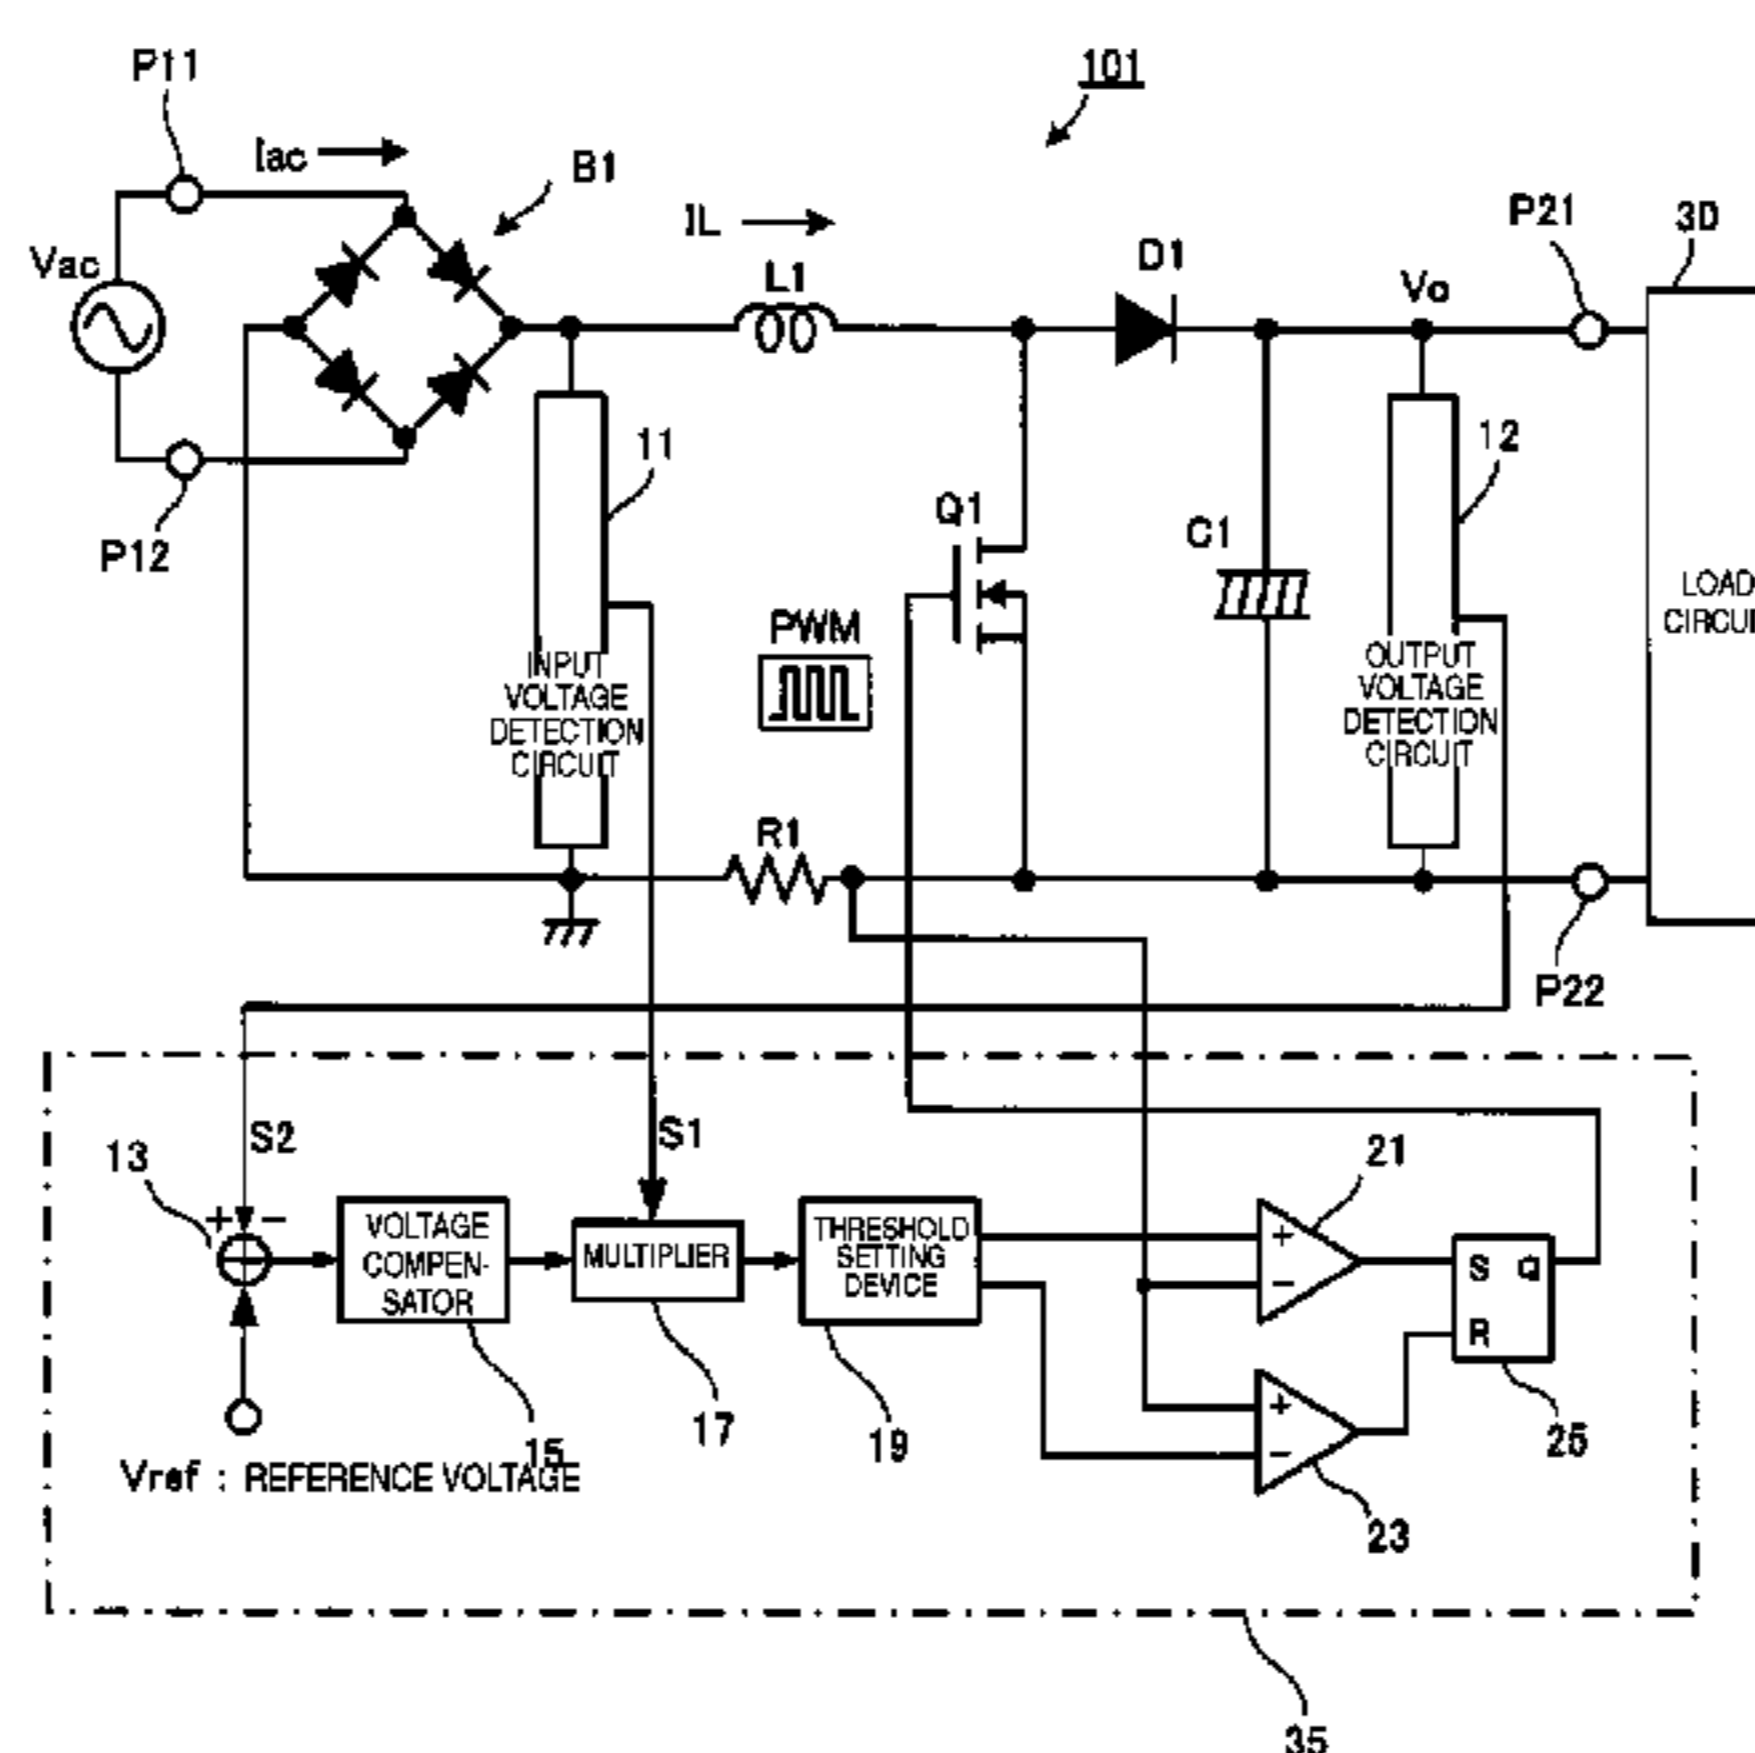 P11
101
Iac
B1
IL
P21
30
Vac
L1
D1
Vo
11
12
Q1
C1
P12
PWM
LOAD
INPUT
VOLTAGE
DETECTION
CIRCUIT
OUTPUT
VOLTAGE
DETECTION
CIRCUIT
R1
P22
S2
S1
13
21
+ −
VOLTAGE
COMPEN-
SATOR
MULTIPLIER
THRESHOLD
SETTING
DEVICE
+
−
S Q
R
+
−
15
17
19
25
Vref : REFERENCE VOLTAGE
23
35